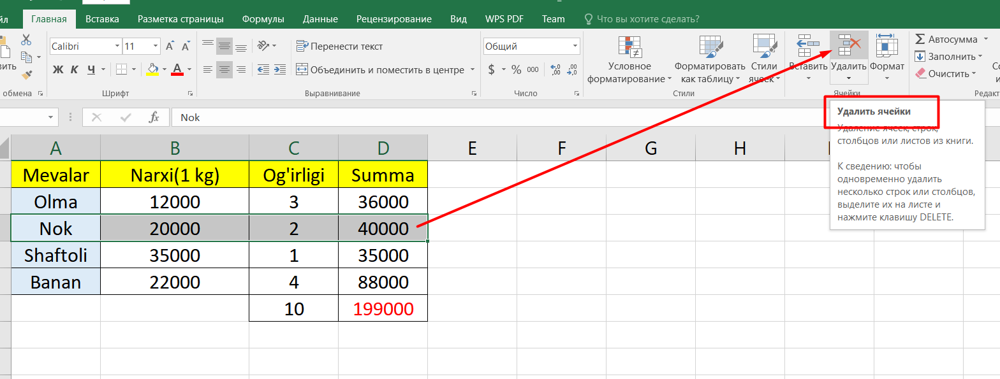 йл Главная Вставка Разметка страницы Формулы Данные Рецензирование Вид WPS PDF Team Что вы хотите сделать?
Calibri 11 Перенести текст Общий
Ж К Ч А Объединить и поместить в центре $ % 000
Условное форматирование
Форматировать как таблицу
Стили ячеек
Вставить Удалить Формат
Автосумма
Заполнить
Очистить
обмена Шрифт Выравнивание Число Стили Ячейки Редакт
fx Nok
Удалить ячейки
Удаление ячеек, строк,
столбцов или листов из книги.
К сведению: чтобы
одновременно удалить
несколько строк или столбцов,
выделите их на листе и
нажмите клавишу DELETE.
A B C D E F G H
Mevalar Narxi(1 kg) Og'irligi Summa
Olma 12000 3 36000
Nok 20000 2 40000
Shaftoli 35000 1 35000
Banan 22000 4 88000
10 199000